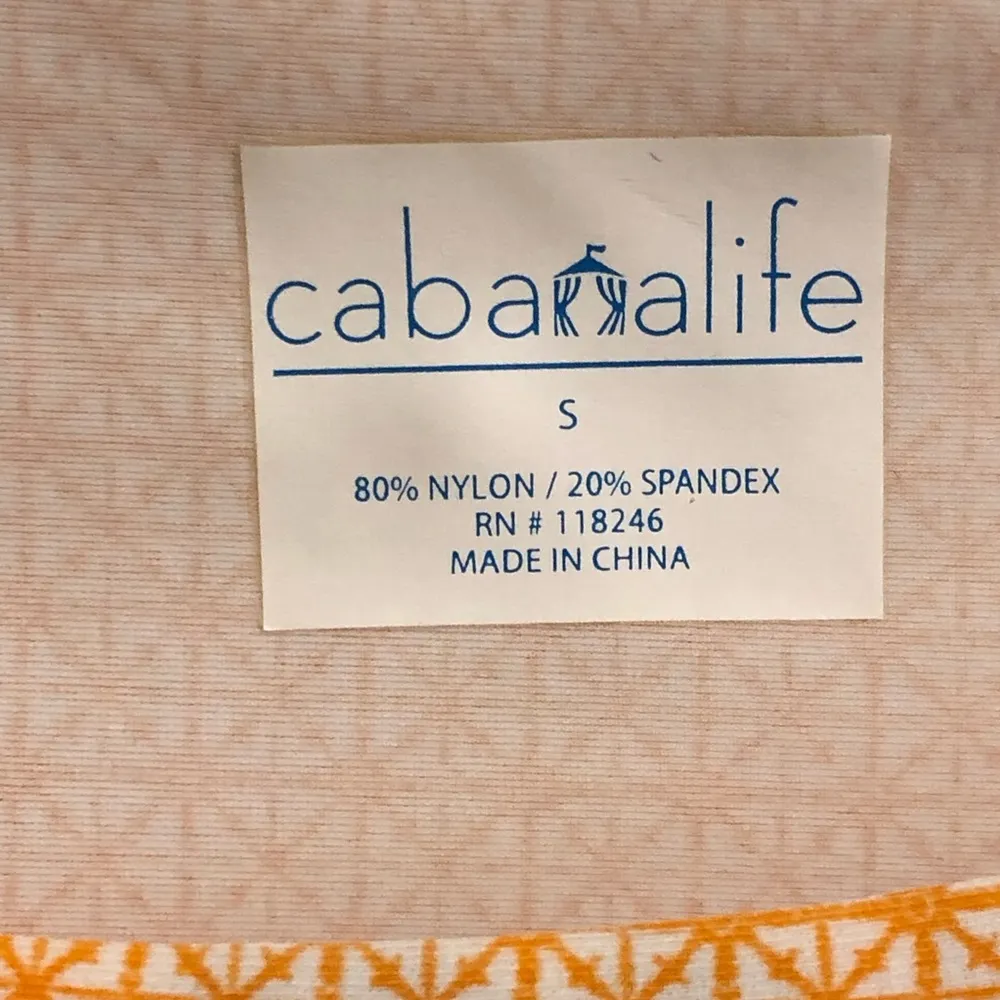 cabanalife
S
80% NYLON / 20% SPANDEX
RN # 118246
MADE IN CHINA